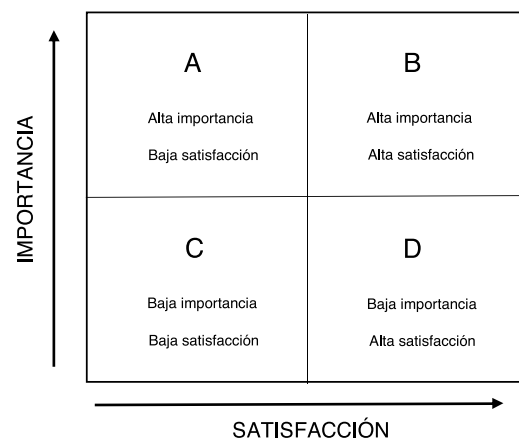 IMPORTANCIA
A
Alta importancia
Baja satisfacción
B
Alta importancia
Alta satisfacción
C
Baja importancia
Baja satisfacción
D
Baja importancia
Alta satisfacción
SATISFACCIÓN